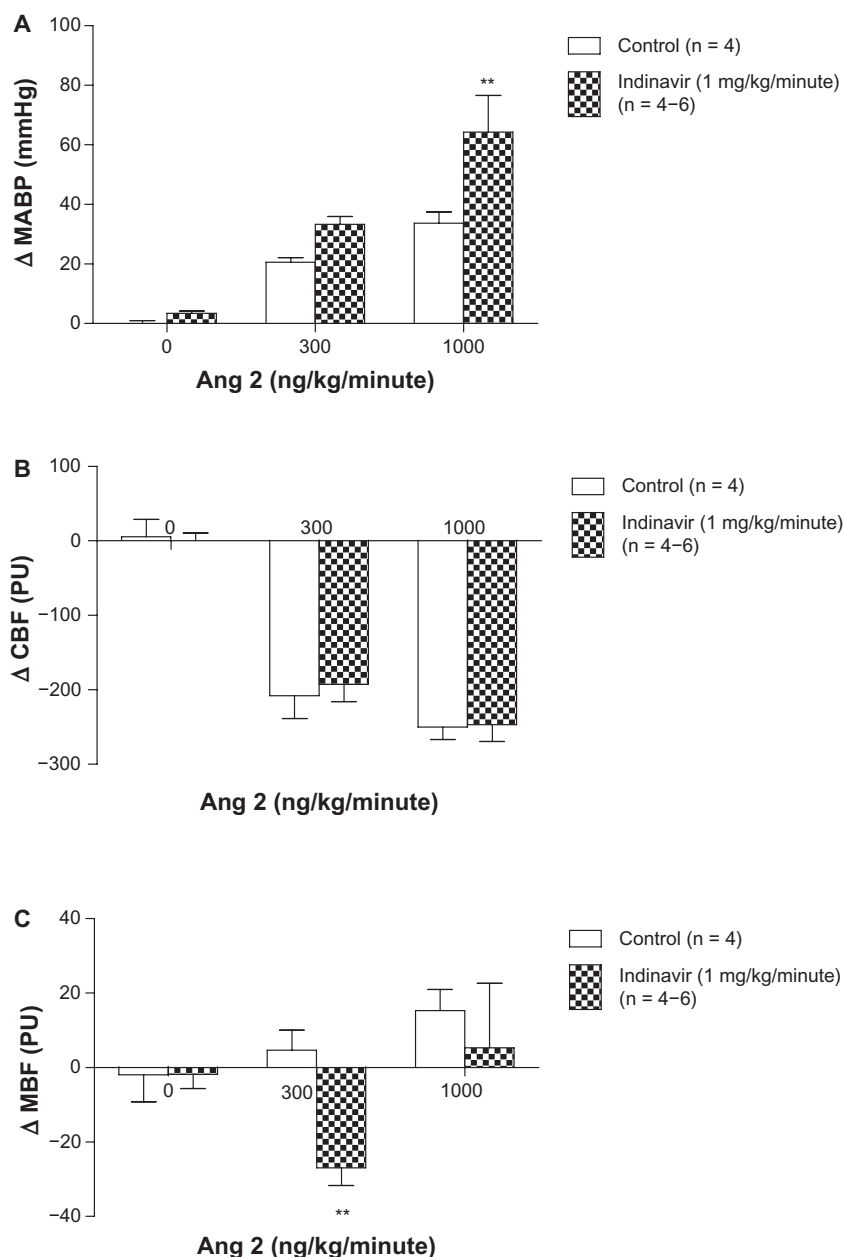 A
100
80
60
40
20
0
Δ MABP (mmHg)
**
0 300 1000
Ang 2 (ng/kg/minute)
Control (n = 4)
Indinavir (1 mg/kg/minute)
(n = 4–6)
B
100
0
−100
−200
−300
Δ CBF (PU)
0 300 1000
Ang 2 (ng/kg/minute)
Control (n = 4)
Indinavir (1 mg/kg/minute)
(n = 4–6)
C
40
20
0
−20
−40
Δ MBF (PU)
0 300 1000
**
Ang 2 (ng/kg/minute)
Control (n = 4)
Indinavir (1 mg/kg/minute)
(n = 4–6)